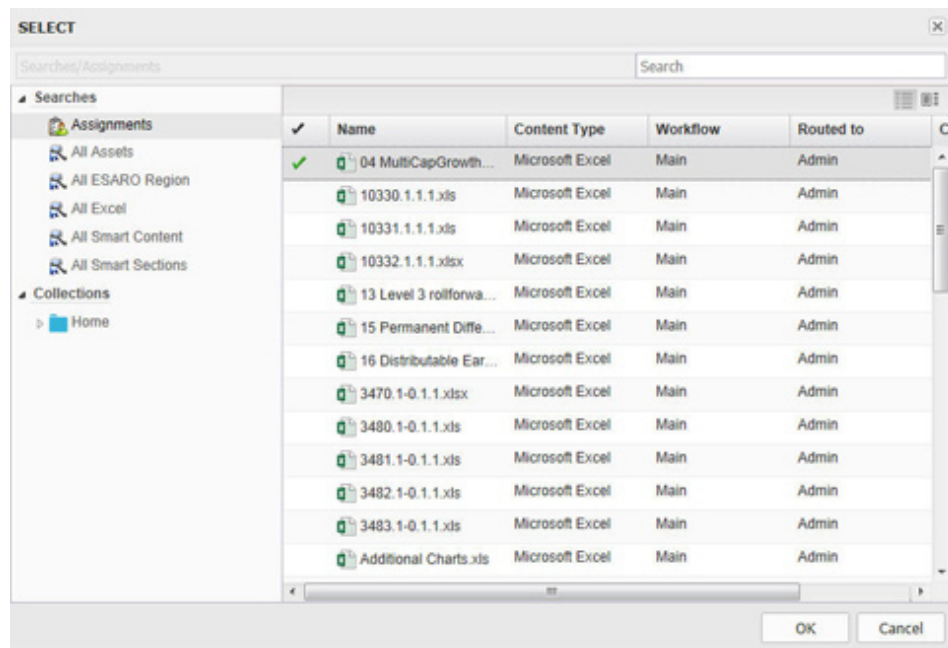 SELECT
Searches/Assignments
Search
Searches
Assignments
All Assets
All ESARO Region
All Excel
All Smart Content
All Smart Sections
Collections
Home
Name Content Type Workflow Routed to C
04 MultiCapGrowth... Microsoft Excel Main Admin
10330.1.1.1.xls Microsoft Excel Main Admin
10331.1.1.1.xls Microsoft Excel Main Admin
10332.1.1.1.xlsx Microsoft Excel Main Admin
13 Level 3 rollforwa... Microsoft Excel Main Admin
15 Permanent Diffe... Microsoft Excel Main Admin
16 Distributable Ear... Microsoft Excel Main Admin
3470.1-0.1.1.xlsx Microsoft Excel Main Admin
3480.1-0.1.1.xls Microsoft Excel Main Admin
3481.1-0.1.1.xls Microsoft Excel Main Admin
3482.1-0.1.1.xls Microsoft Excel Main Admin
3483.1-0.1.1.xls Microsoft Excel Main Admin
Additional Charts.xls Microsoft Excel Main Admin
OK Cancel